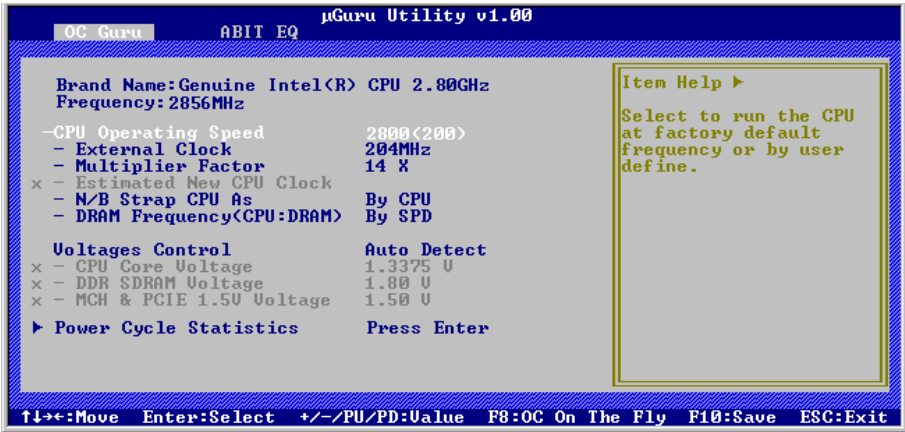 µGuru Utility v1.00
OC Guru ABIT EQ
Brand Name:Genuine Intel(R) CPU 2.80GHz
Frequency:2856MHz
-CPU Operating Speed 2800(200)
- External Clock 204MHz
- Multiplier Factor 14 X
x - Estimated New CPU Clock
- N/B Strap CPU As By CPU
- DRAM Frequency(CPU:DRAM) By SPD
Voltages Control Auto Detect
x - CPU Core Voltage 1.3375 V
x - DDR SDRAM Voltage 1.80 V
x - MCH & PCIE 1.5V Voltage 1.50 V
▶ Power Cycle Statistics Press Enter
Item Help ▶
Select to run the CPU
at factory default
frequency or by user
define.
↑↓→←:Move Enter:Select +/-/PU/PD:Value F8:OC On The Fly F10:Save ESC:Exit